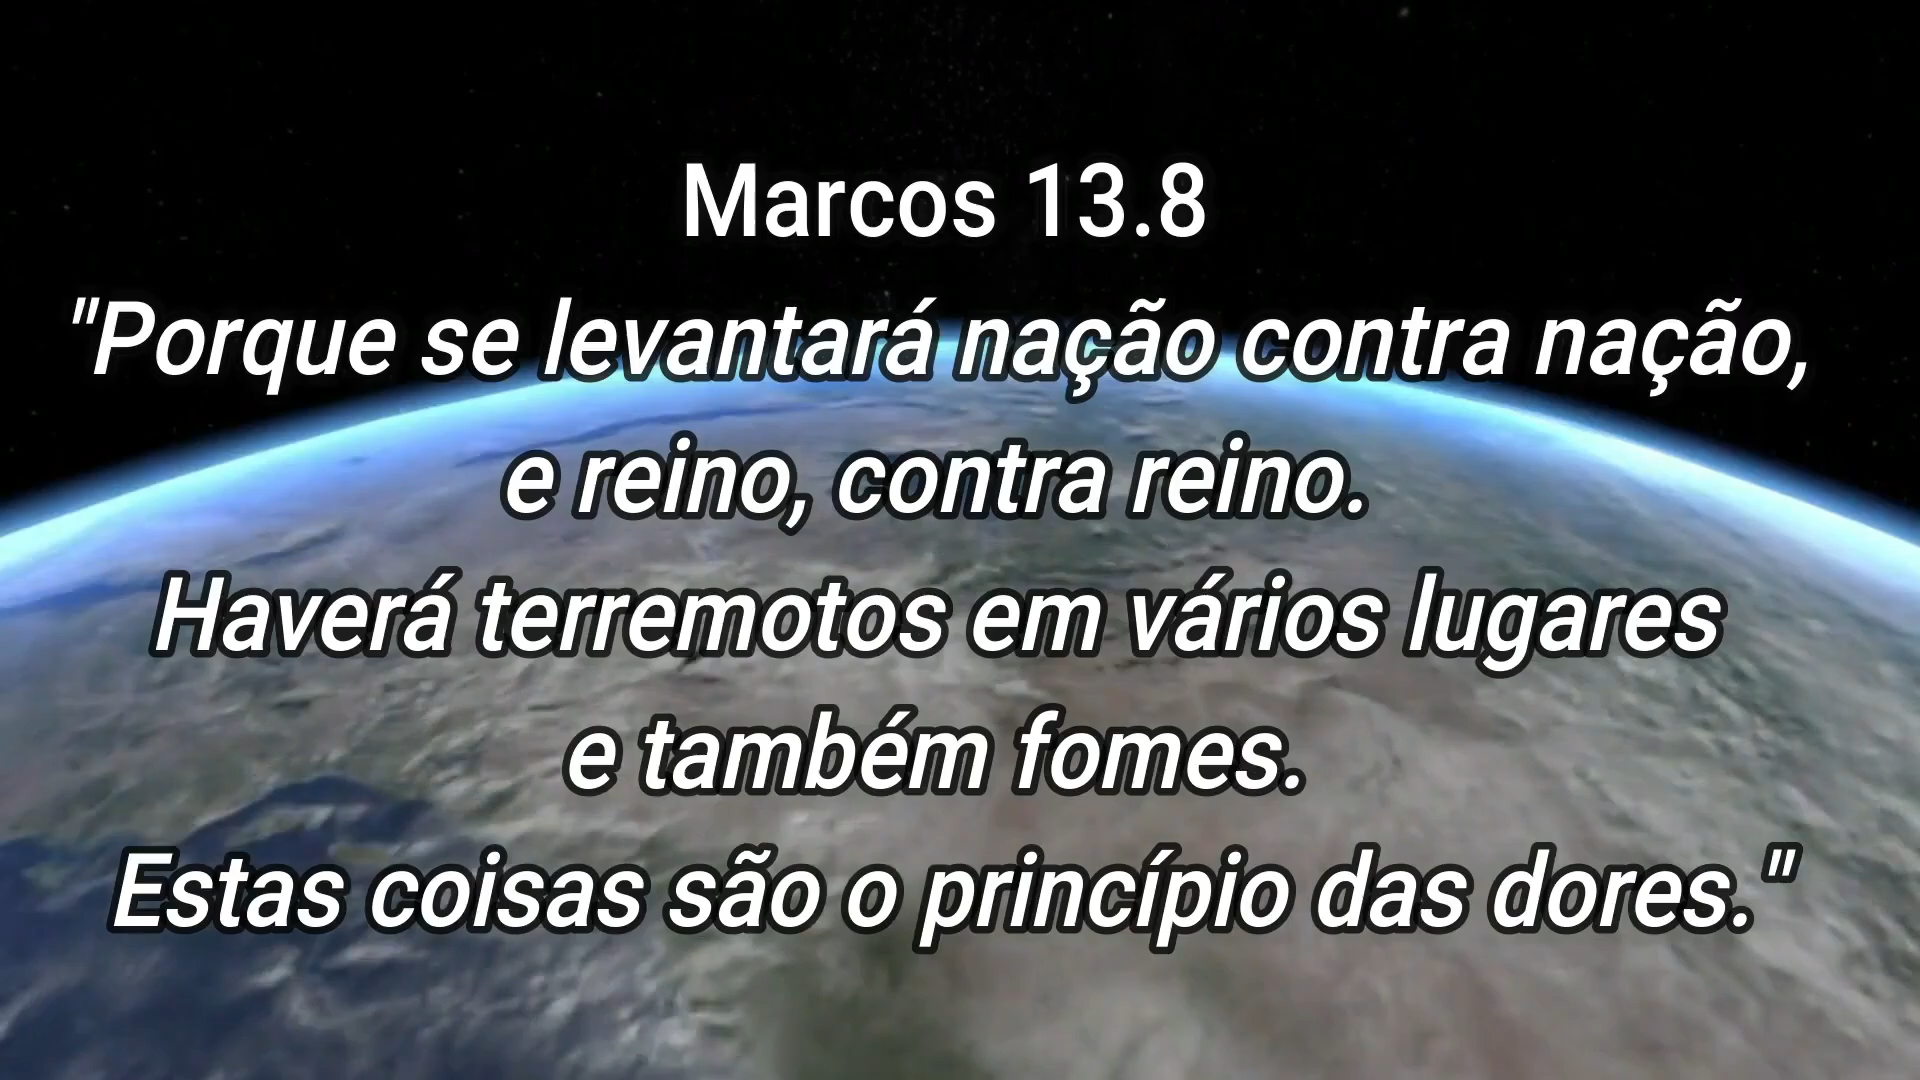 Marcos 13.8
"Porque se levantará nação contra nação,
e reino, contra reino.
Haverá terremotos em vários lugares
e também fomes.
Estas coisas são o princípio das dores."